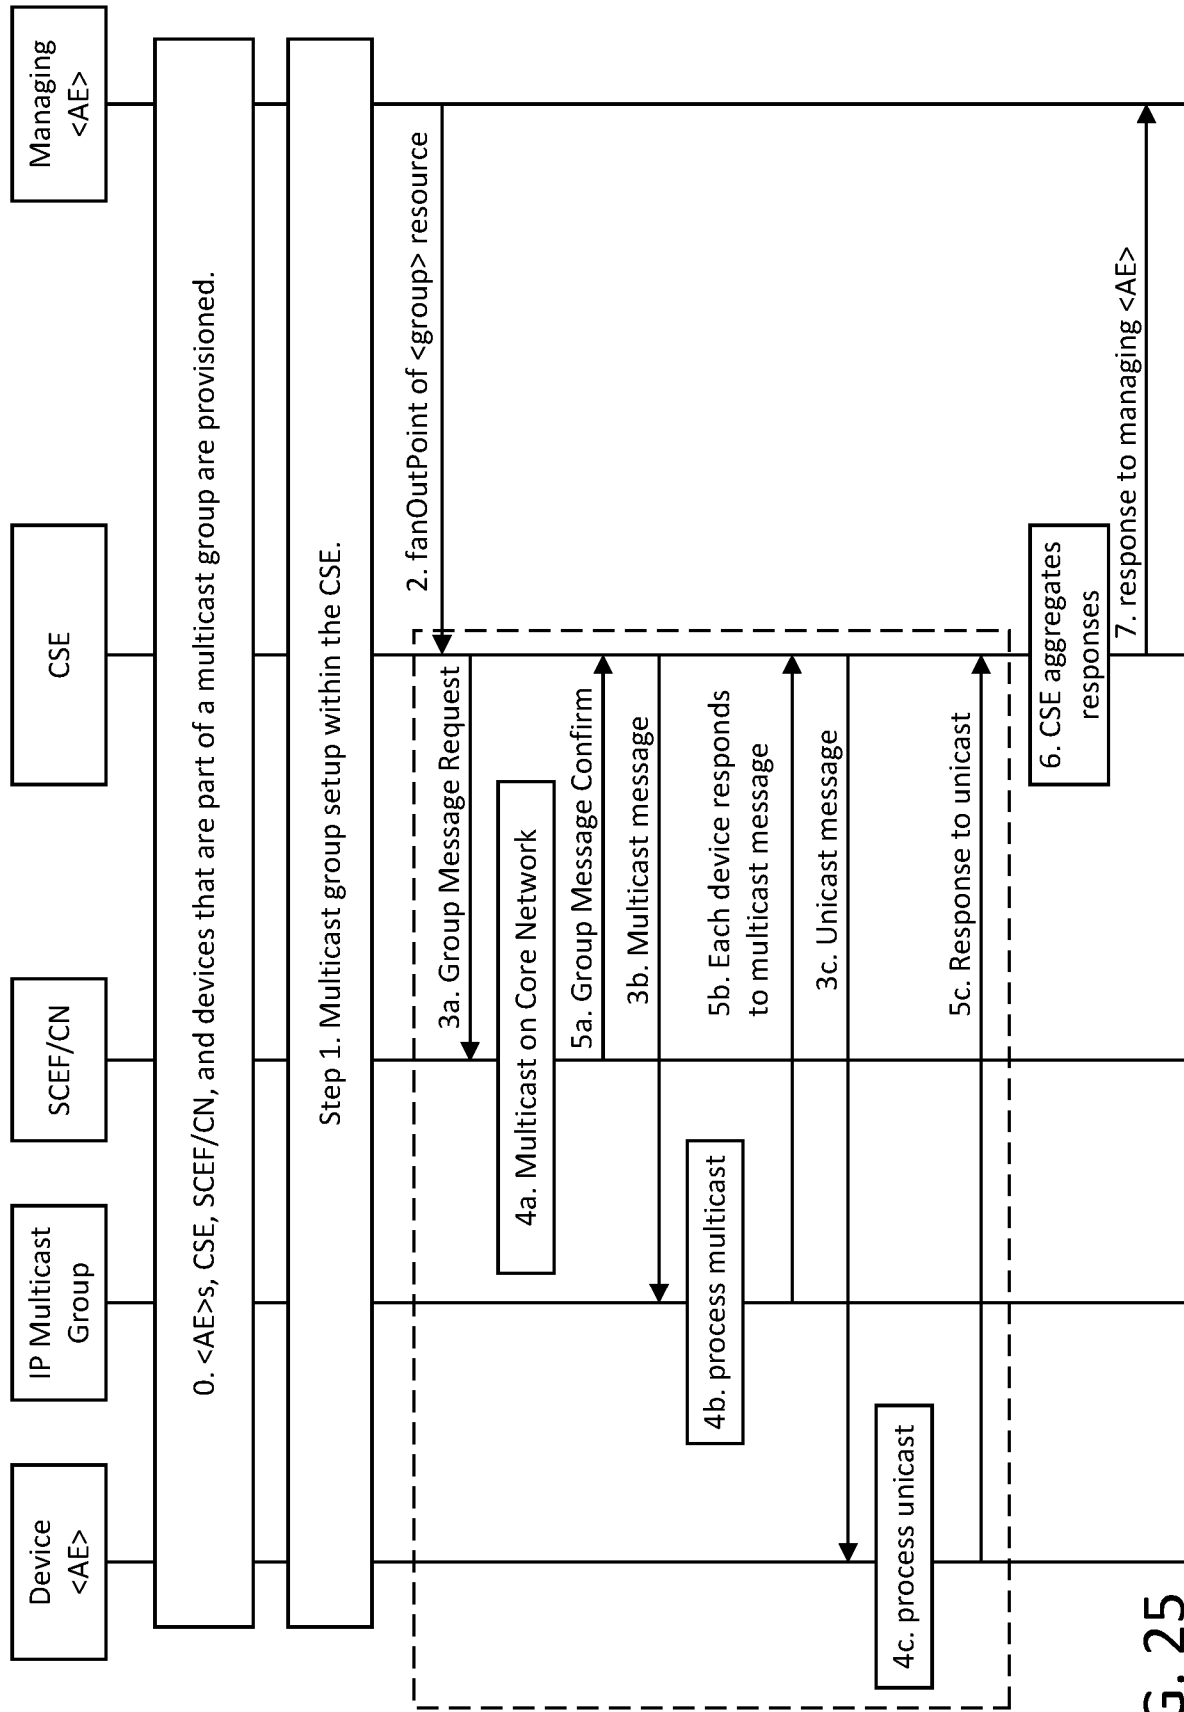 Device
<AE>
IP Multicast
Group
SCEF/CN
CSE
Managing
<AE>
0. <AE>s, CSE, SCEF/CN, and devices that are part of a multicast group are provisioned.
Step 1. Multicast group setup within the CSE.
2. fanOutPoint of <group> resource
3a. Group Message Request
4a. Multicast on Core Network
5a. Group Message Confirm
3b. Multicast message
4b. process multicast
5b. Each device responds
to multicast message
3c. Unicast message
4c. process unicast
5c. Response to unicast
6. CSE aggregates
responses
7. response to managing <AE>
G. 25